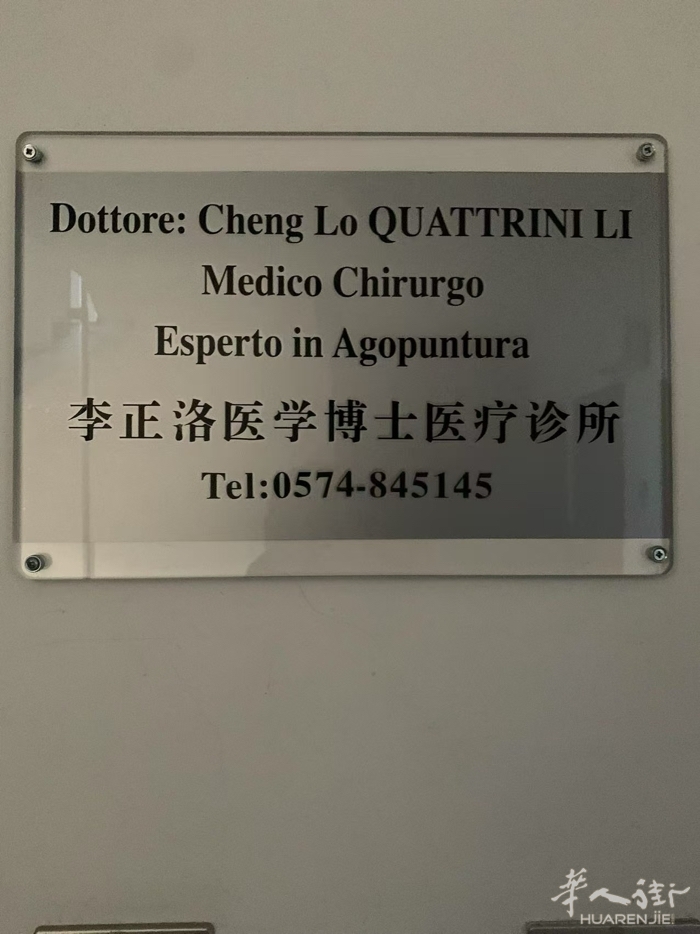 Dottore: Cheng Lo QUATTRINI LI
Medico Chirurgo
Esperto in Agopuntura
李正洛医学博士医疗诊所
Tel:0574-845145
华人街
HUARENJIE